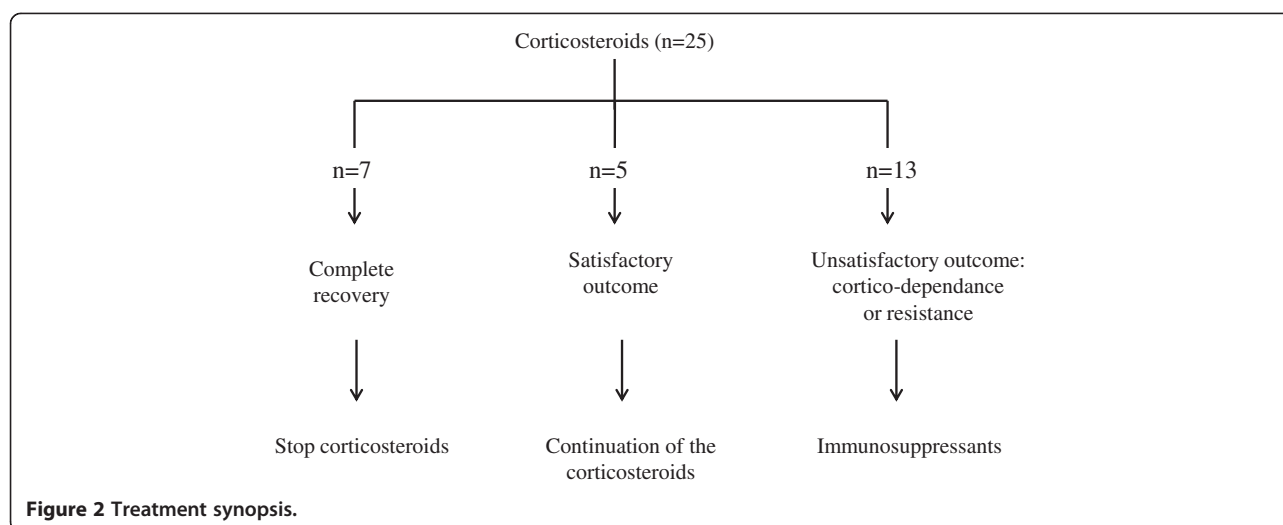 Corticosteroids (n=25)
n=7
n=5
n=13
Complete
recovery
Satisfactory
outcome
Unsatisfactory outcome:
cortico-dependance
or resistance
Stop corticosteroids
Continuation of the
corticosteroids
Immunosuppressants
Figure 2 Treatment synopsis.